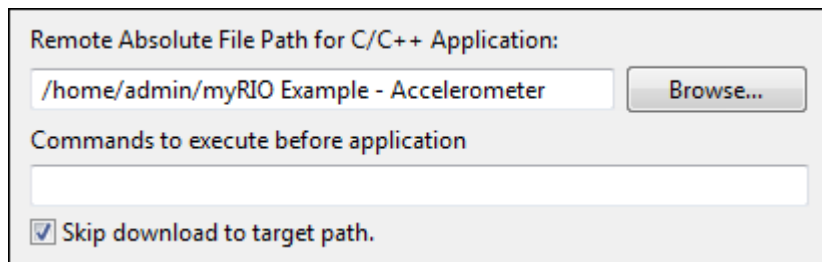 Remote Absolute File Path for C/C++ Application:
/home/admin/myRIO Example - Accelerometer Browse...
Commands to execute before application
Skip download to target path.